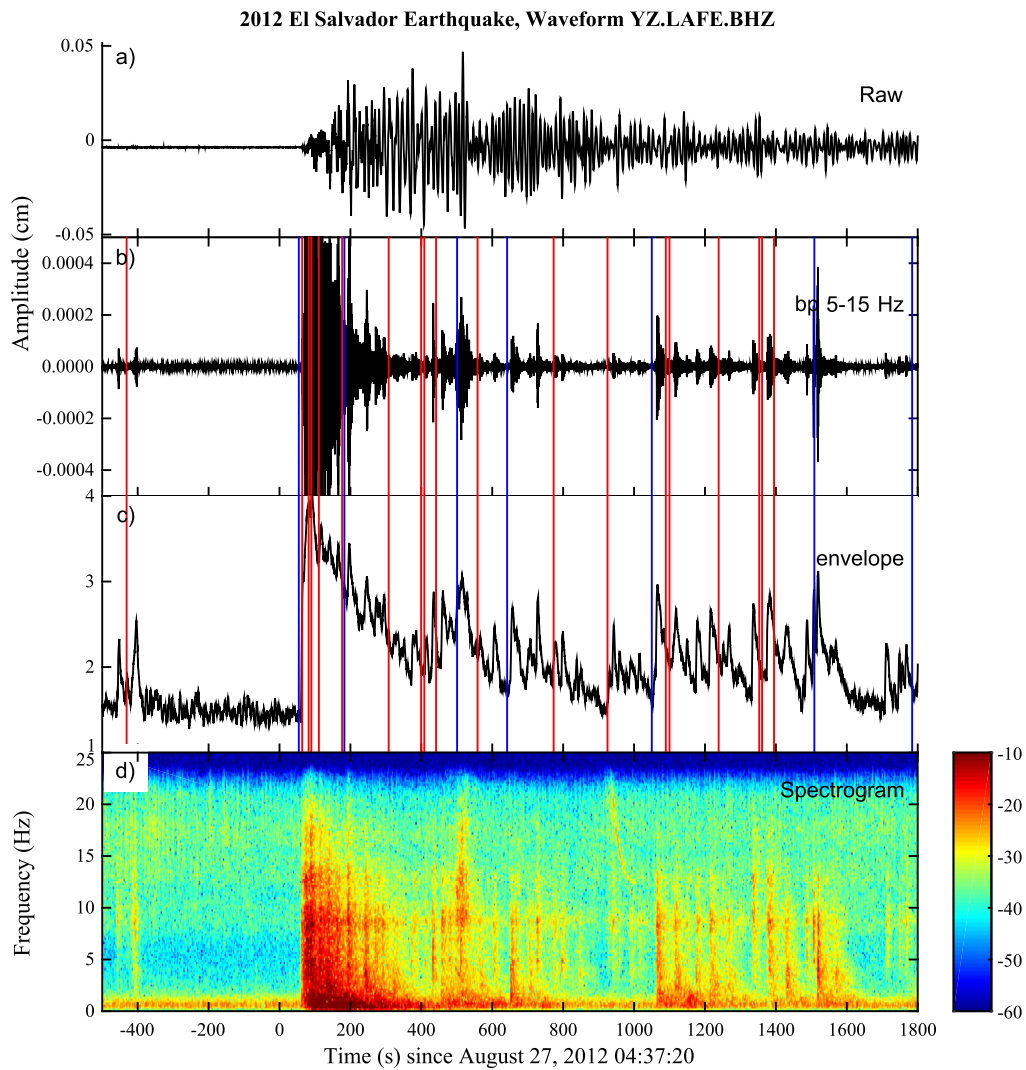 2012 El Salvador Earthquake, Waveform YZ.LAFE.BHZ
a)
Raw
0.05
0
-0.05
Amplitude (cm)
b)
bp 5-15 Hz
0.0004
0.0002
0.0000
-0.0002
-0.0004
c)
envelope
4
3
2
1
d)
Spectrogram
25
20
15
10
5
0
Frequency (Hz)
-10
-20
-30
-40
-50
-60
-400 -200 0 200 400 600 800 1000 1200 1400 1600 1800
Time (s) since August 27, 2012 04:37:20